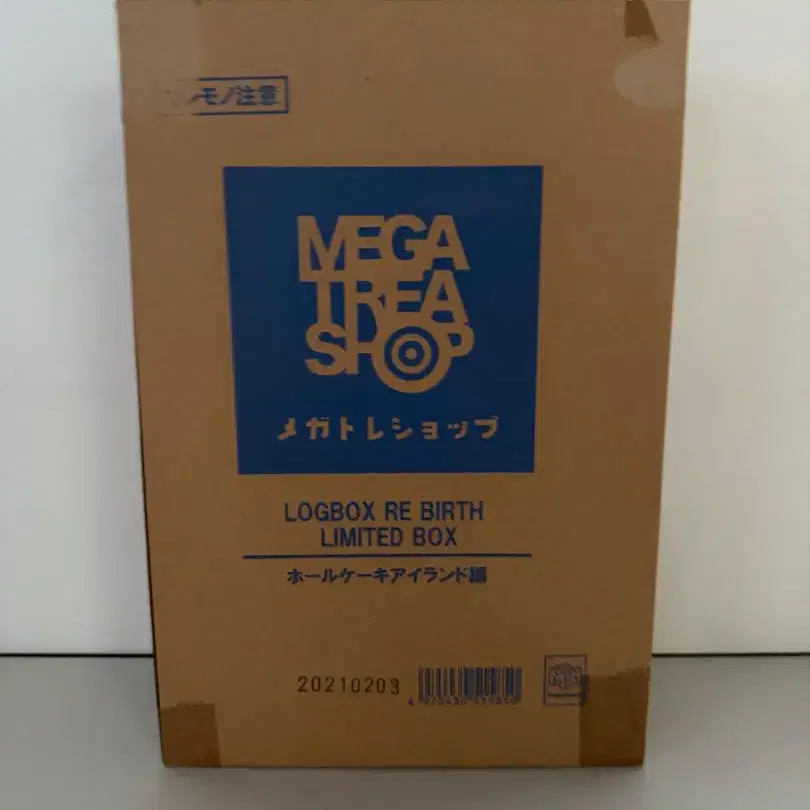 モノ注意
MEGA
TREA
SHOP
メガトレショップ
LOGBOX RE BIRTH
LIMITED BOX
ホールケーキアイランド編
20210203